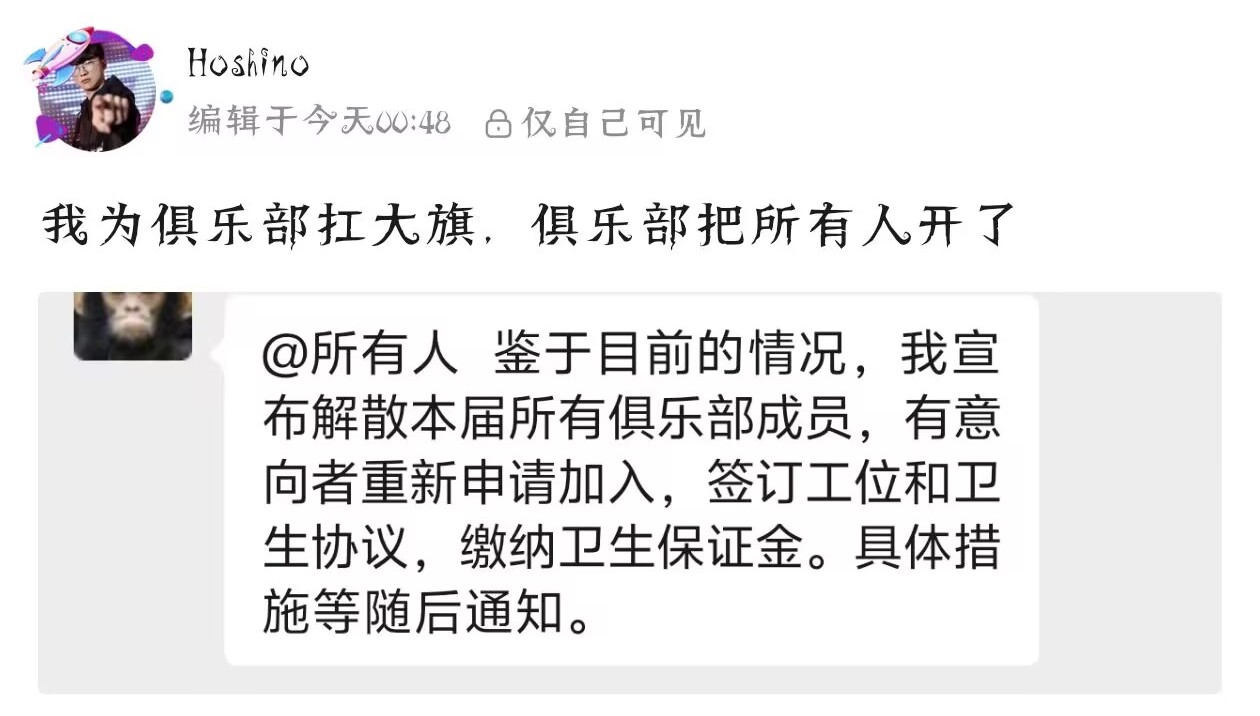 Hoshino
编辑于今天00:48 仅自己可见
我为俱乐部扛大旗，俱乐部把所有人开了
@所有人 鉴于目前的情况，我宣
布解散本届所有俱乐部成员，有意
向者重新申请加入，签订工位和卫
生协议，缴纳卫生保证金。具体措
施等随后通知。